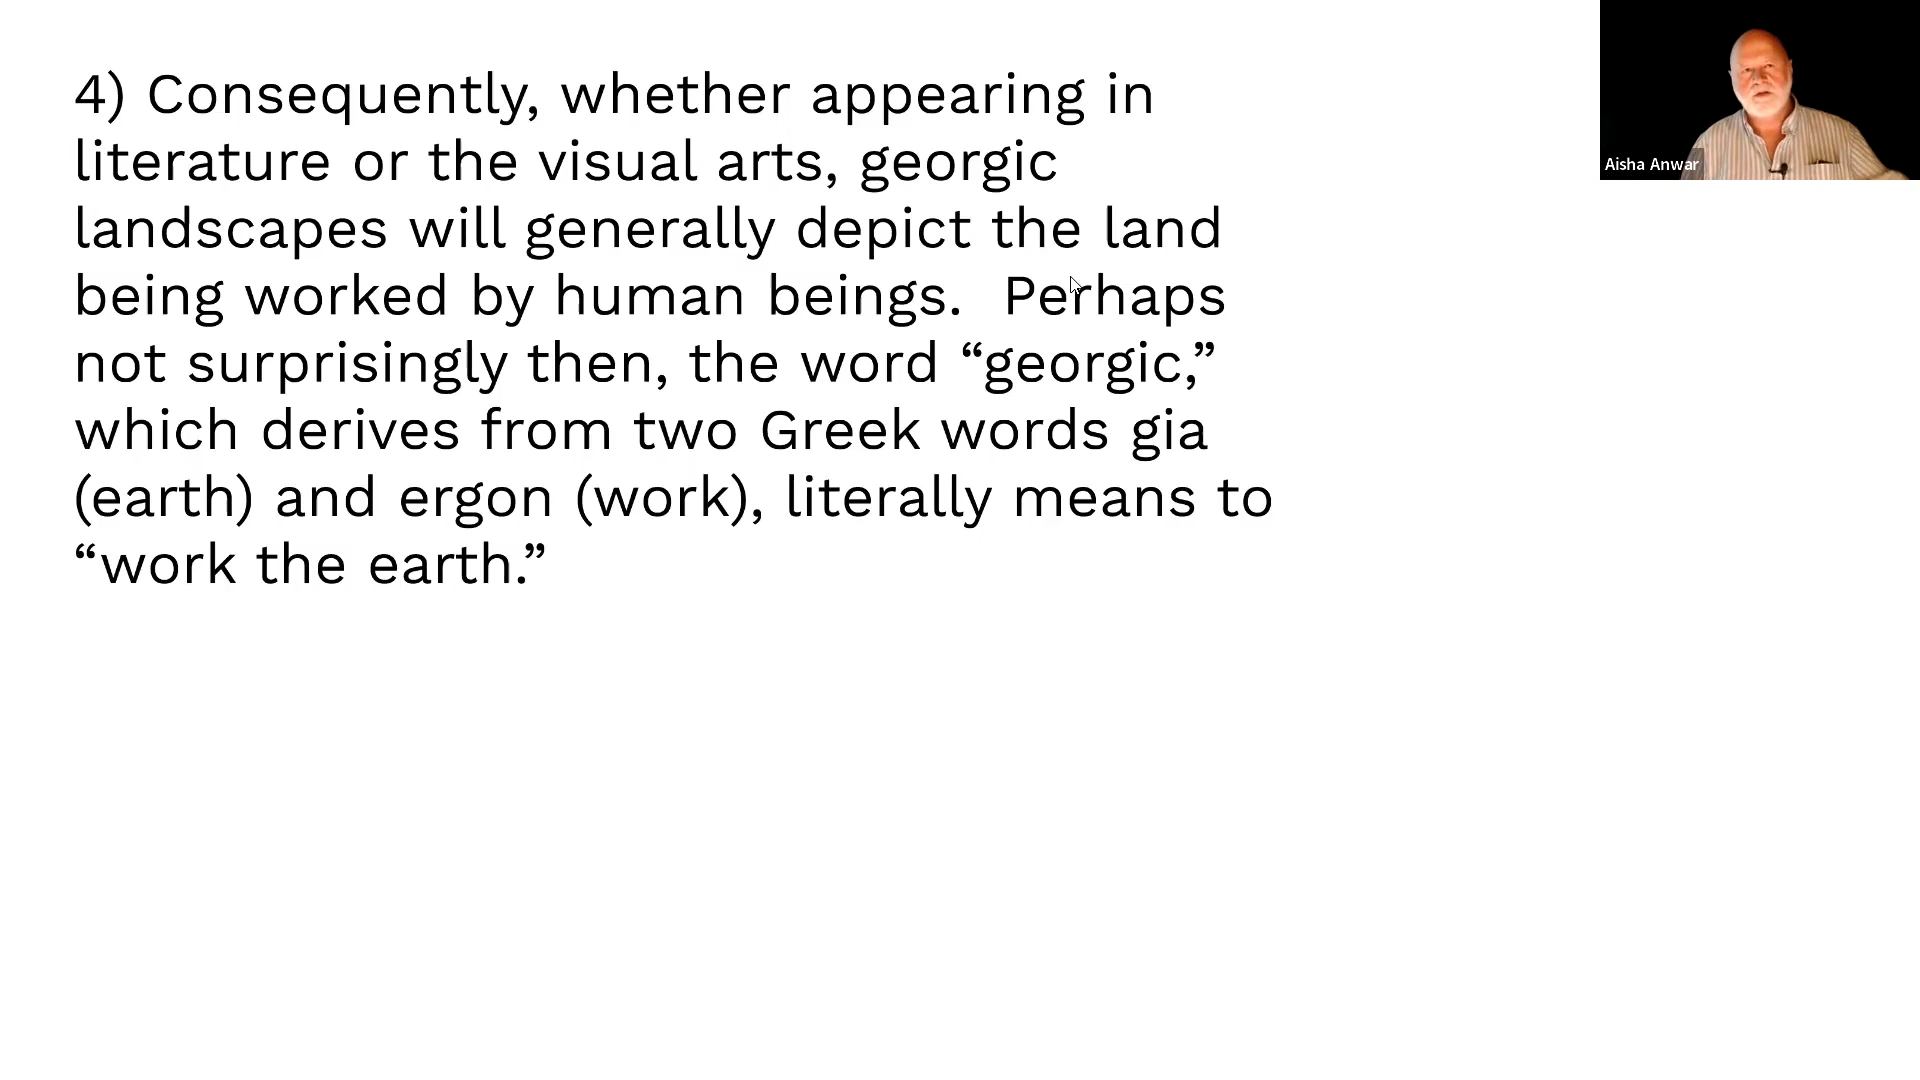 4) Consequently, whether appearing in
literature or the visual arts, georgic
landscapes will generally depict the land
being worked by human beings.  Perhaps
not surprisingly then, the word “georgic,”
which derives from two Greek words gia
(earth) and ergon (work), literally means to
“work the earth.”
Aisha Anwar